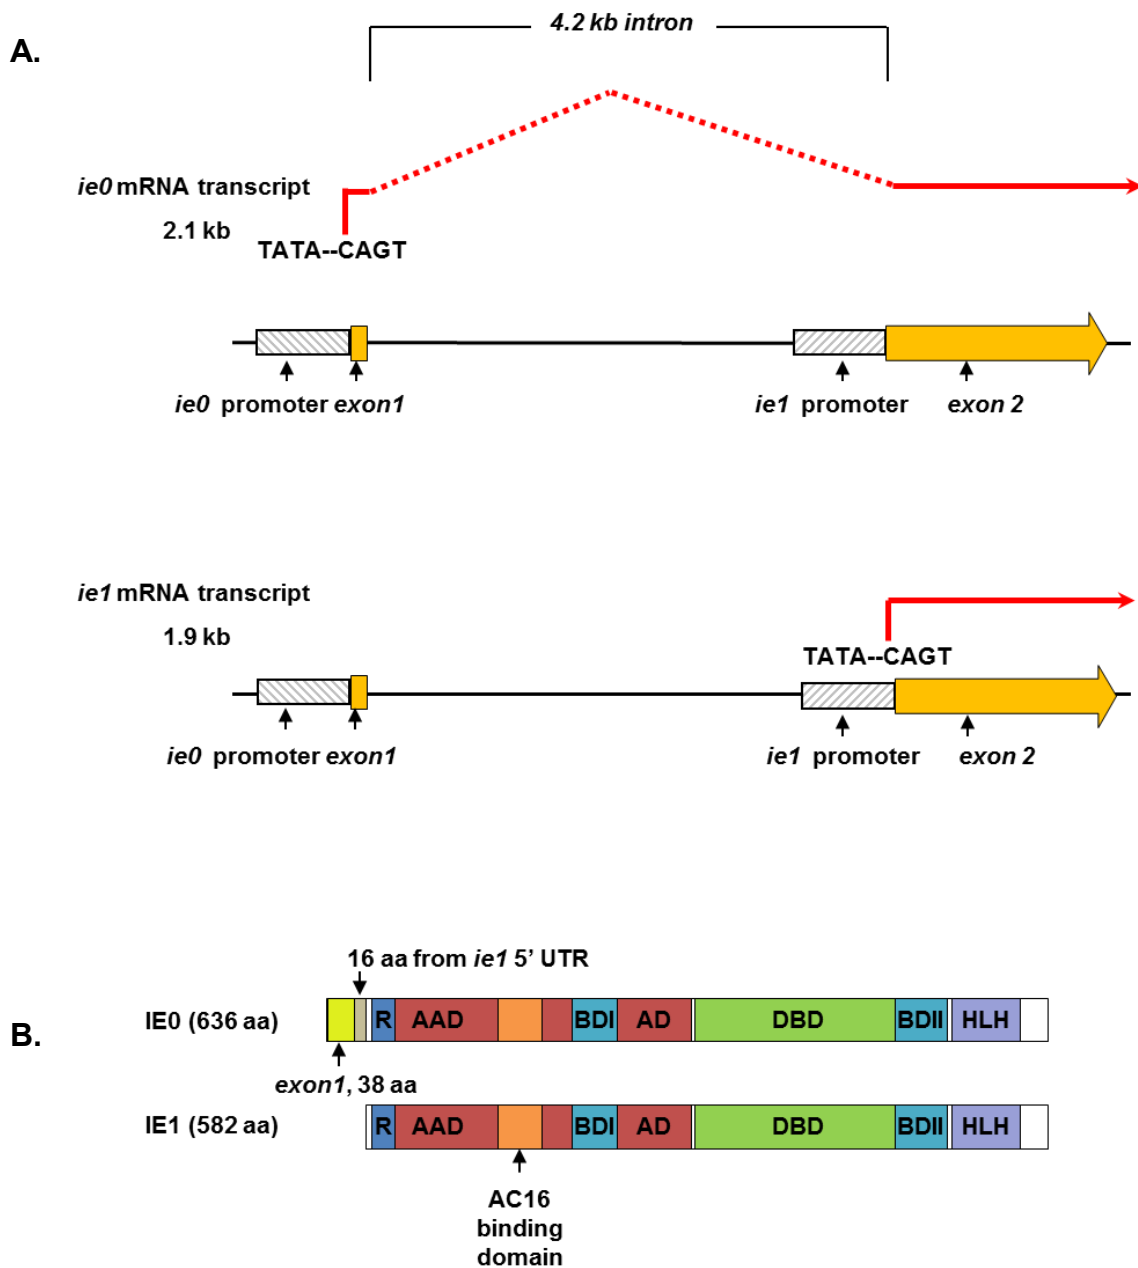 A.
4.2 kb intron
ie0 mRNA transcript
2.1 kb
TATA--CAGT
ie0 promoter exon1
ie1 promoter
exon 2
ie1 mRNA transcript
1.9 kb
TATA--CAGT
ie0 promoter exon1
ie1 promoter
exon 2
B.
16 aa from ie1 5’ UTR
IE0 (636 aa)
R AAD BDI AD DBD BDII HLH
exon1, 38 aa
IE1 (582 aa)
R AAD BDI AD DBD BDII HLH
AC16
binding
domain